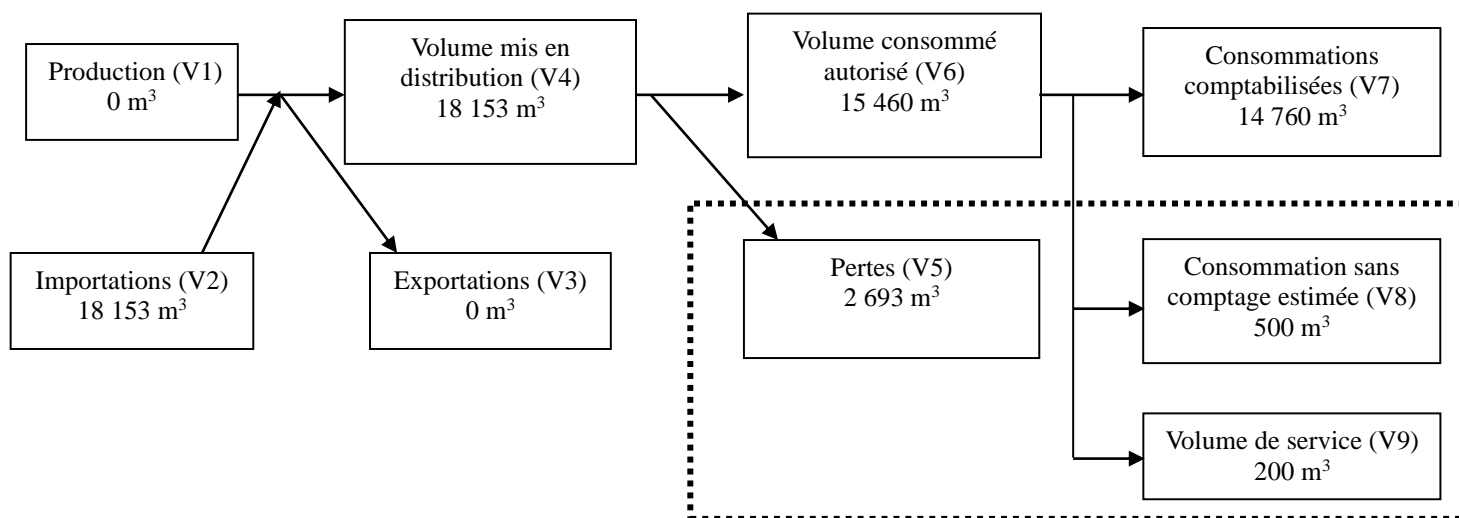 Production (V1)
0 m³
Volume mis en
distribution (V4)
18 153 m³
Volume consommé
autorisé (V6)
15 460 m³
Consommations
comptabilisées (V7)
14 760 m³
Importations (V2)
18 153 m³
Exportations (V3)
0 m³
Pertes (V5)
2 693 m³
Consommation sans
comptage estimée (V8)
500 m³
Volume de service (V9)
200 m³